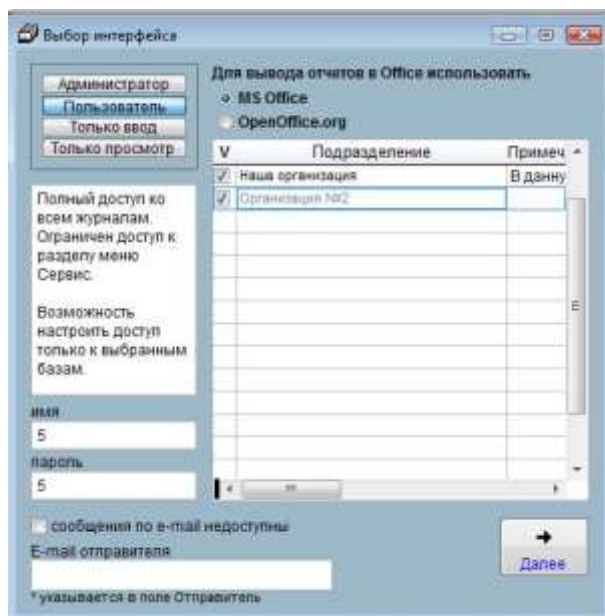 Выбор интерфейса
Администратор
Пользователь
Только ввод
Только просмотр
Для вывода отчетов в Office использовать
MS Office
OpenOffice.org
V Подразделение Примеч
Наша организация В данну
Организация №2
Полный доступ ко
всем журналам.
Ограничен доступ к
разделу меню
Сервис.
Возможность
настроить доступ
только к выбранным
базам.
имя
5
пароль
5
сообщения по e-mail недоступны
E-mail отправителя
* указывается в поле Отправитель
Далее